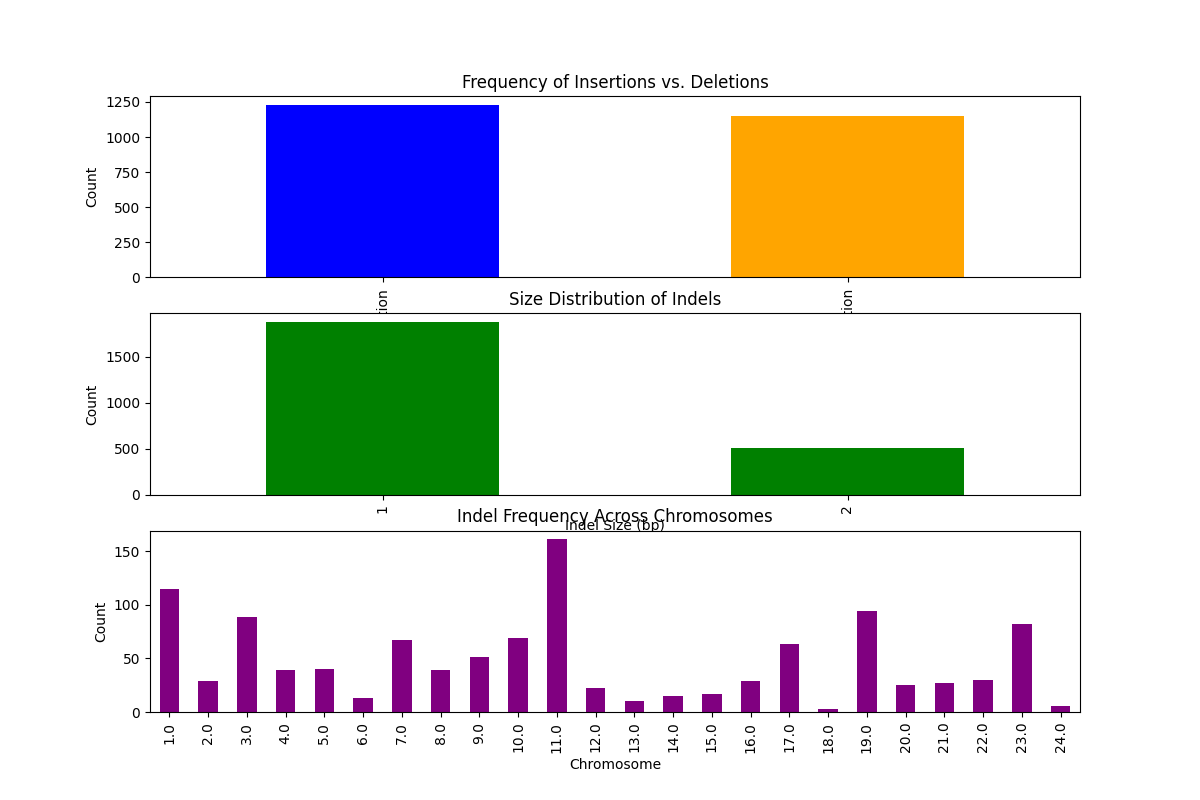 Frequency of Insertions vs. Deletions
1250
1000
750
500
250
0
Count
Size Distribution of Indels
1500
1000
500
0
Count
1 2
Indel Size (bp)
Indel Frequency Across Chromosomes
150
100
50
0
Count
1.0 2.0 3.0 4.0 5.0 6.0 7.0 8.0 9.0 10.0 11.0 12.0 13.0 14.0 15.0 16.0 17.0 18.0 19.0 20.0 21.0 22.0 23.0 24.0
Chromosome